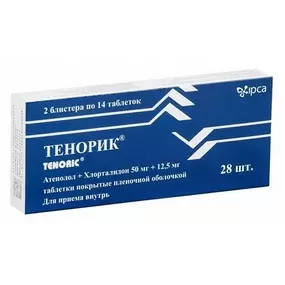 ipca
2 блистера по 14 таблеток
ТЕНОРИК®
TENORIC®
Атенолол + Хлорталидон 50 мг + 12,5 мг
таблетки покрытые пленочной оболочкой
Для приема внутрь
28 шт.